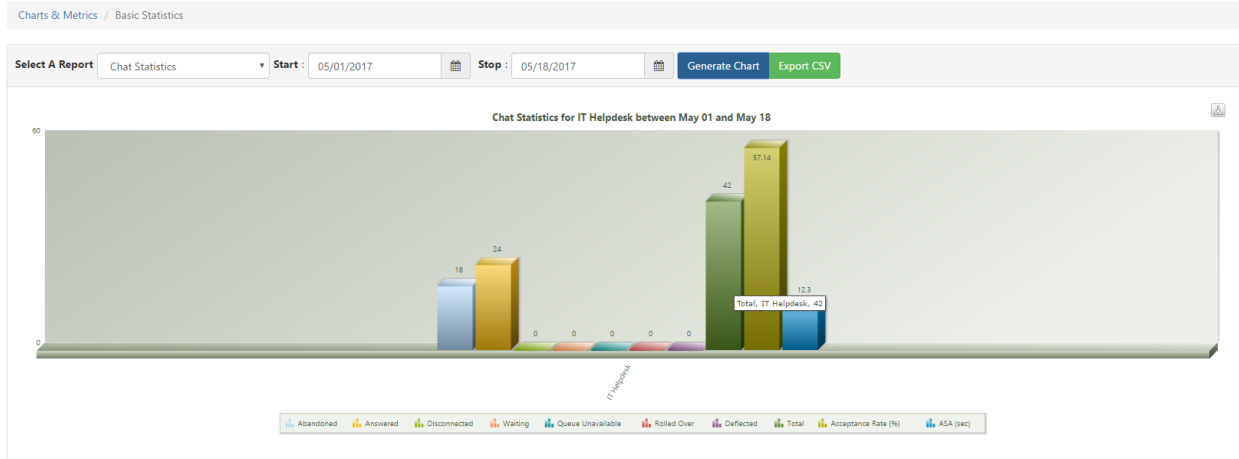 Charts & Metrics / Basic Statistics
Select A Report Chat Statistics Start : 05/01/2017 Stop : 05/18/2017 Generate Chart Export CSV
Chat Statistics for IT Helpdesk between May 01 and May 18
60
57.14
42
24
18
12.3
Total, IT Helpdesk, 42
0 0 0 0 0
0
IT Helpdesk
Abandoned Answered Disconnected Waiting Queue Unavailable Rolled Over Deflected Total Acceptance Rate (%) ASA (sec)